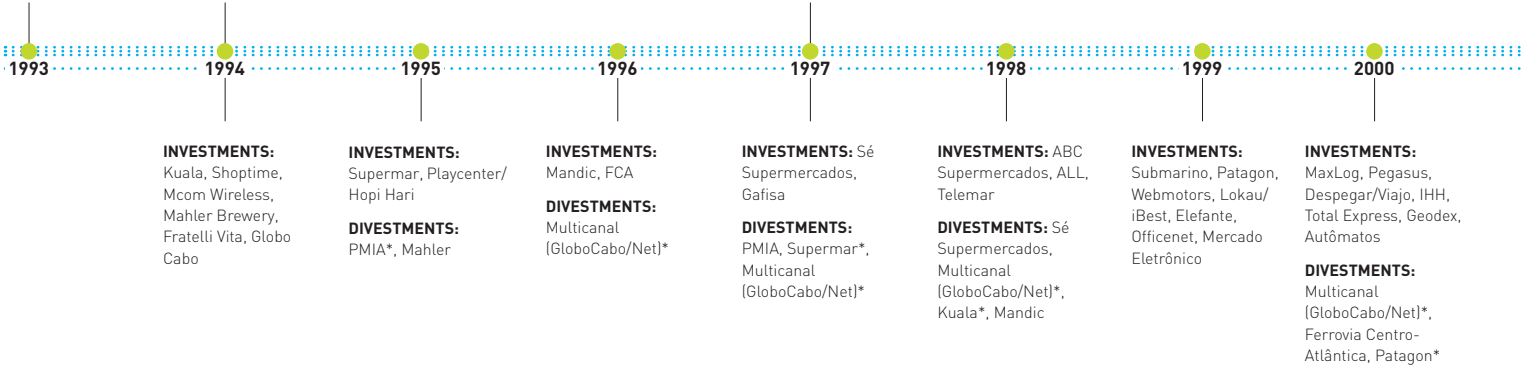 1993
1994
1995
1996
1997
1998
1999
2000
INVESTMENTS:
Kuala, Shoptime,
Mcom Wireless,
Mahler Brewery,
Fratelli Vita, Globo
Cabo
INVESTMENTS:
Supermar, Playcenter/
Hopi Hari
DIVESTMENTS:
PMIA*, Mahler
INVESTMENTS:
Mandic, FCA
DIVESTMENTS:
Multicanal
(GloboCabo/Net)*
INVESTMENTS: Sé
Supermercados,
Gafisa
DIVESTMENTS:
PMIA, Supermar*,
Multicanal
(GloboCabo/Net)*
INVESTMENTS: ABC
Supermercados, ALL,
Telemar
DIVESTMENTS: Sé
Supermercados,
Multicanal
(GloboCabo/Net)*,
Kuala*, Mandic
INVESTMENTS:
Submarino, Patagon,
Webmotors, Lokau/
iBest, Elefante,
Officenet, Mercado
Eletrônico
INVESTMENTS:
MaxLog, Pegasus,
Despegar/Viajo, IHH,
Total Express, Geodex,
Autômatos
DIVESTMENTS:
Multicanal
(GloboCabo/Net)*,
Ferrovia Centro-
Atlântica, Patagon*